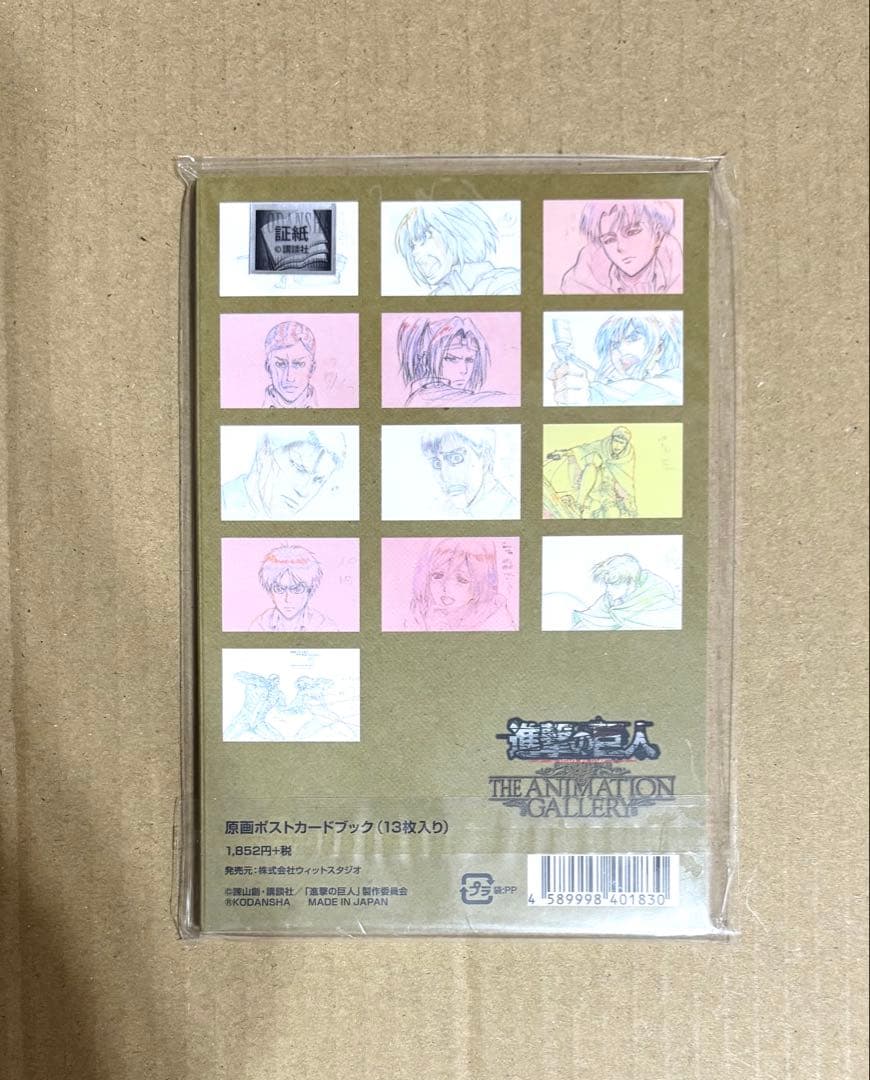 証紙
©講談社
進撃の巨人
THE ANIMATION
GALLERY
原画ポストカードブック(13枚入り)
1,852円+税
発売元:株式会社ウィットスタジオ
©諫山創・講談社/「進撃の巨人」製作委員会
®KODANSHA MADE IN JAPAN
プラ 袋:PP
4 589998 401830